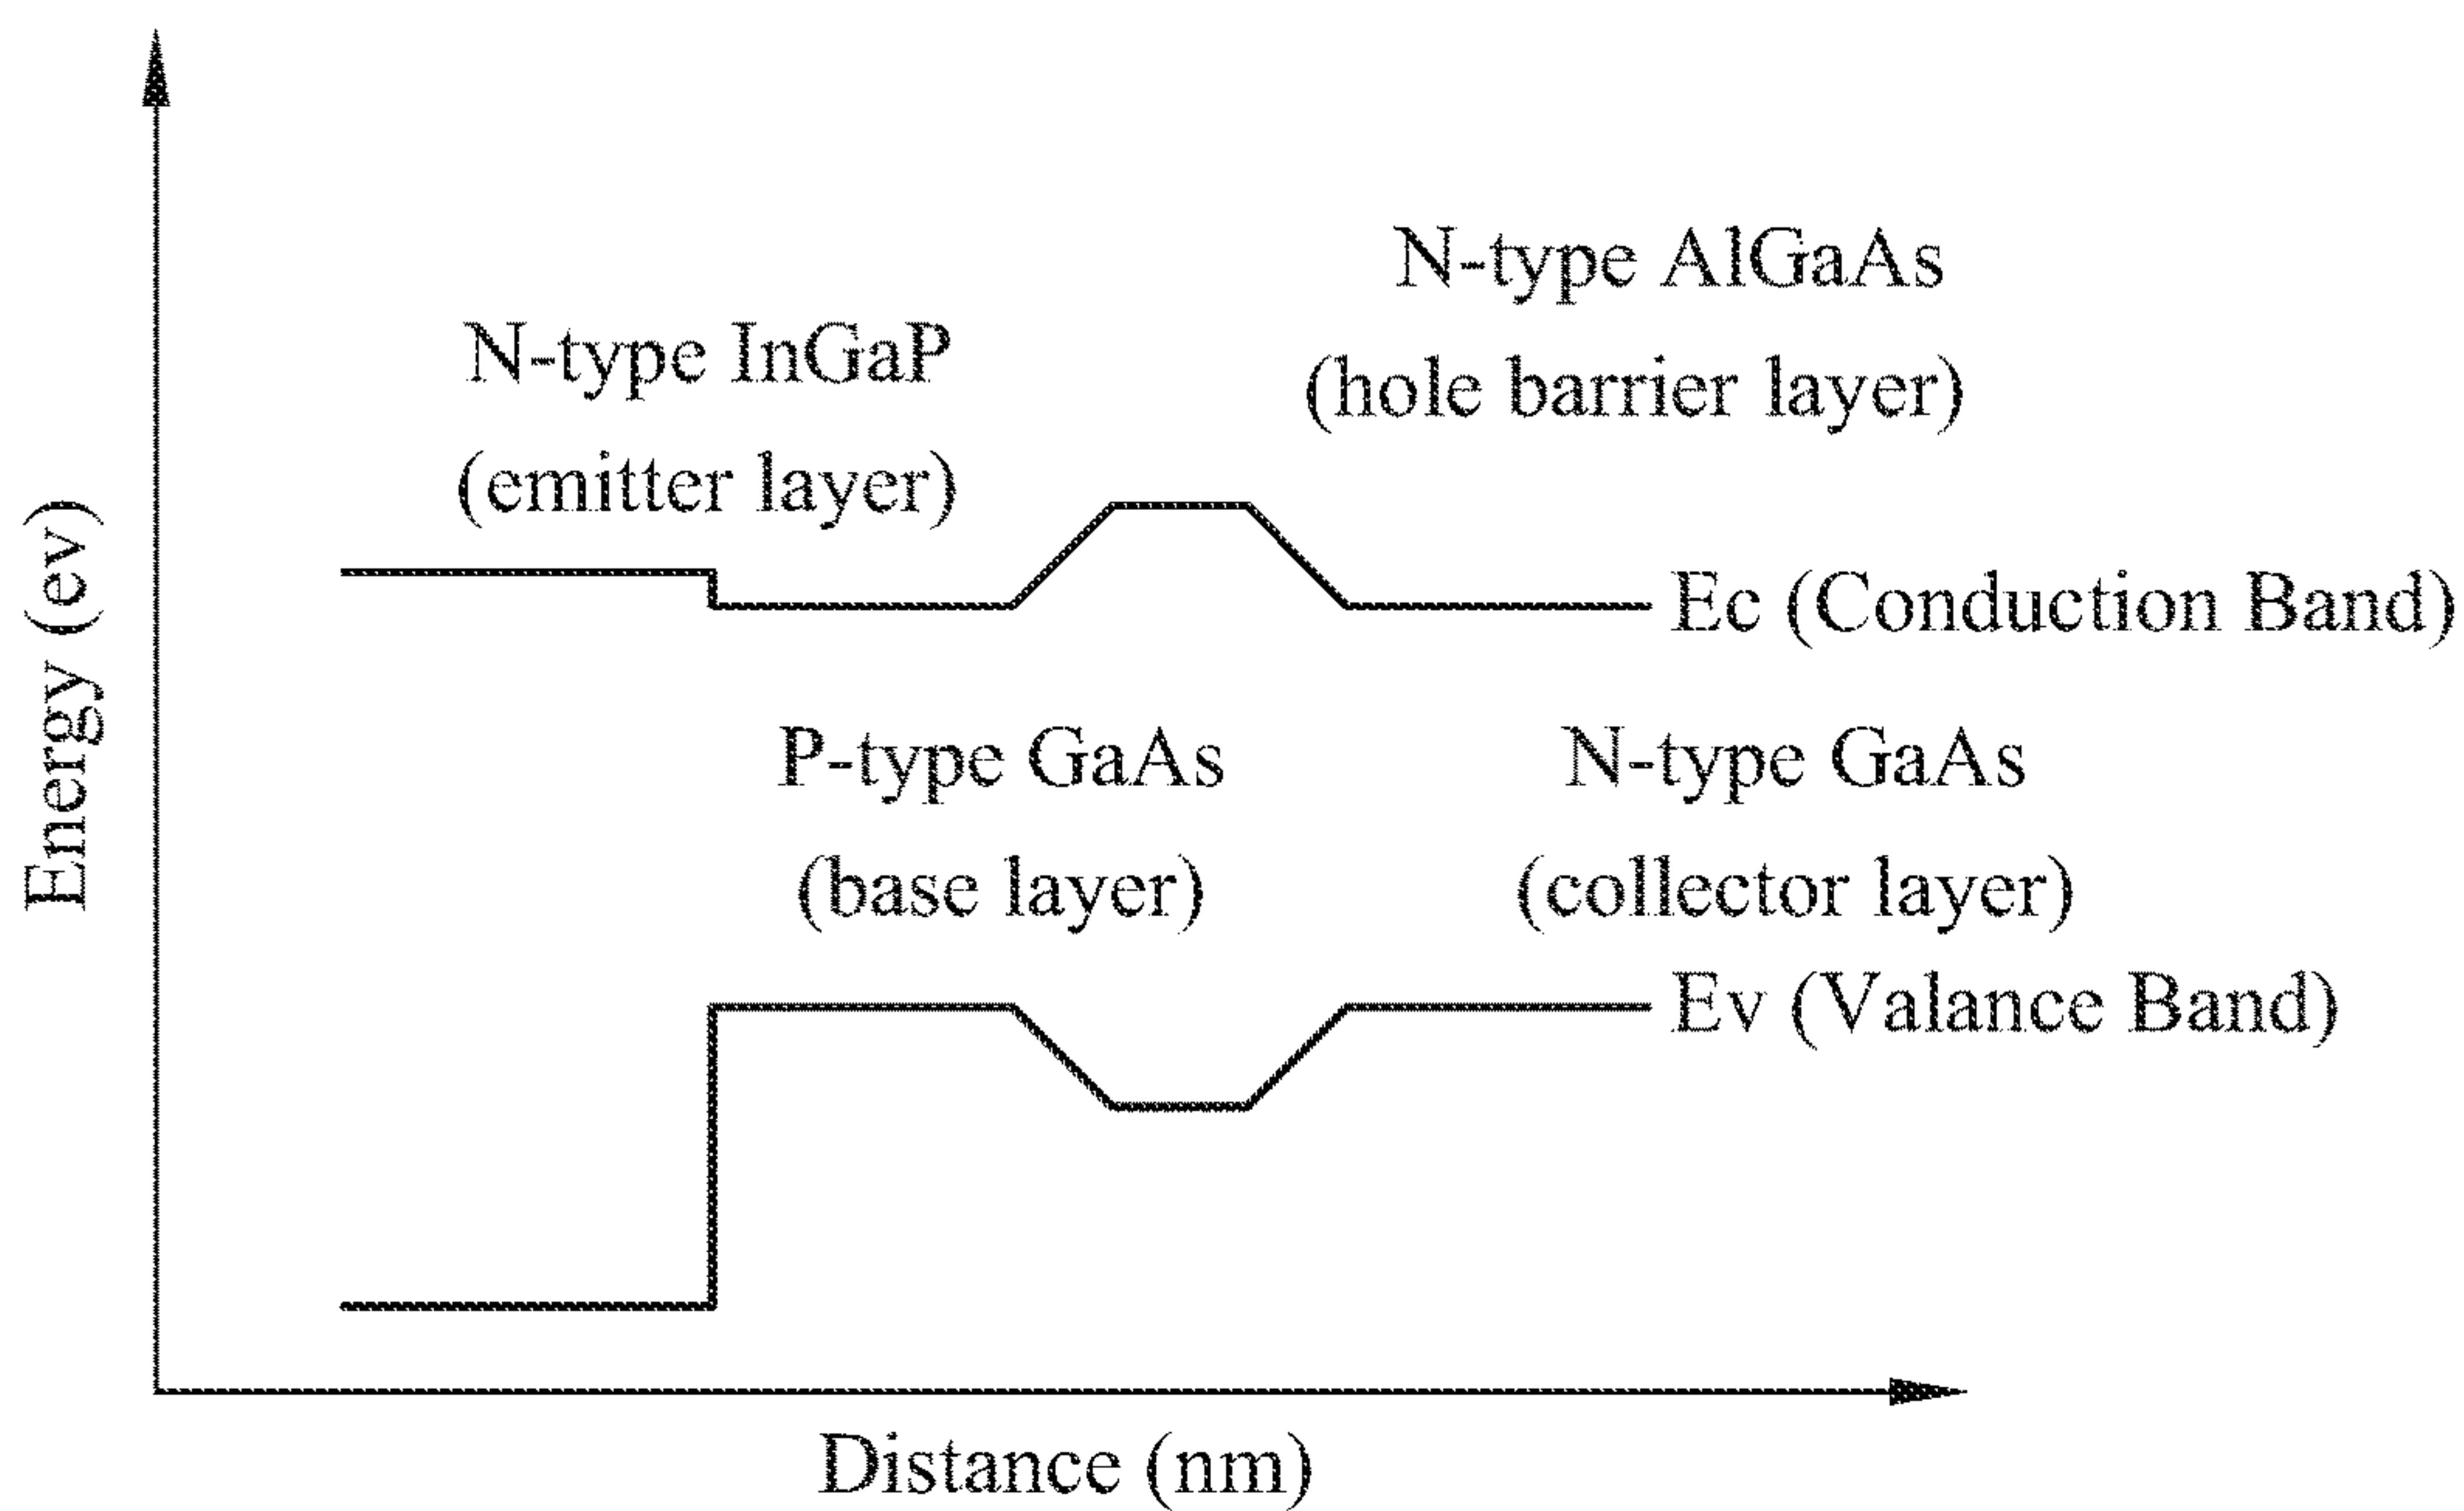 N-type AlGaAs
(hole barrier layer)
N-type InGaP
(emitter layer)
Energy (ev)
Ec (Conduction Band)
P-type GaAs
(base layer)
N-type GaAs
(collector layer)
Ev (Valance Band)
Distance (nm)